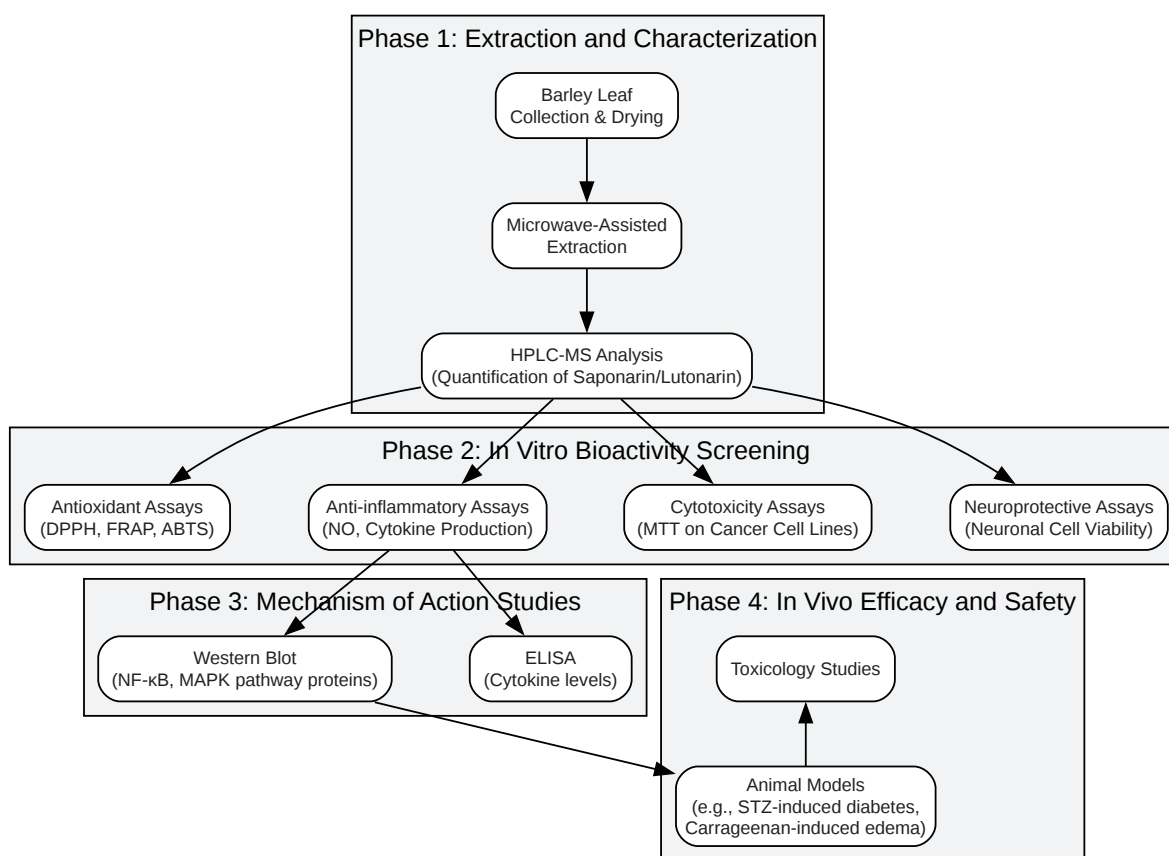 Phase 1: Extraction and Characterization
Barley Leaf
Collection & Drying
Microwave-Assisted
Extraction
HPLC-MS Analysis
(Quantification of Saponarin/Lutonarin)
Phase 2: In Vitro Bioactivity Screening
Antioxidant Assays
(DPPH, FRAP, ABTS)
Anti-inflammatory Assays
(NO, Cytokine Production)
Cytotoxicity Assays
(MTT on Cancer Cell Lines)
Neuroprotective Assays
(Neuronal Cell Viability)
Phase 3: Mechanism of Action Studies
Western Blot
(NF-κB, MAPK pathway proteins)
ELISA
(Cytokine levels)
Phase 4: In Vivo Efficacy and Safety
Toxicology Studies
Animal Models
(e.g., STZ-induced diabetes,
Carrageenan-induced edema)